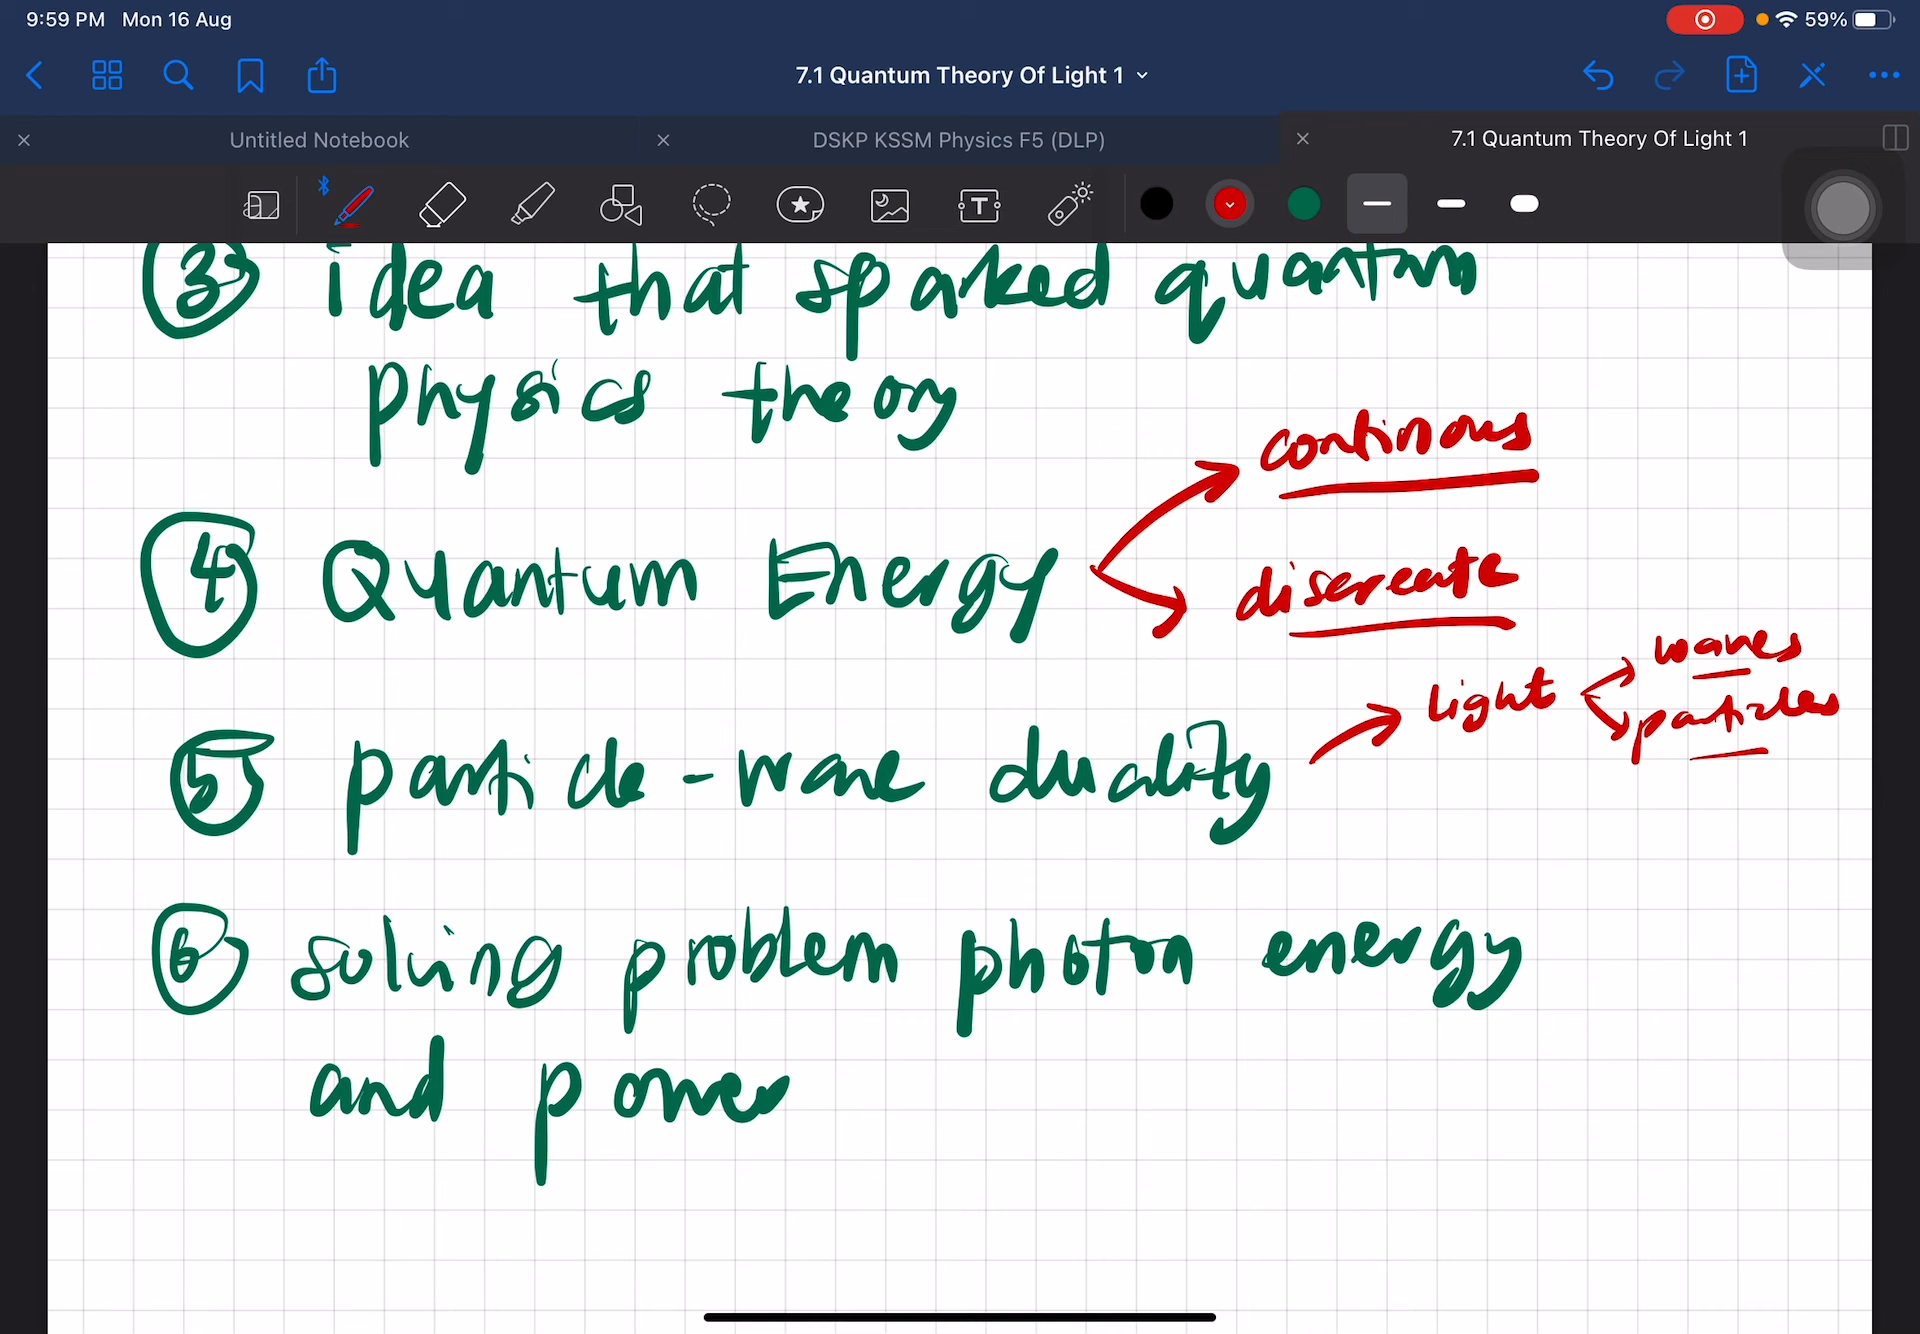 9:59 PM Mon 16 Aug
59%
7.1 Quantum Theory Of Light 1
Untitled Notebook
DSKP KSSM Physics F5 (DLP)
7.1 Quantum Theory Of Light 1
3 idea that sparked quantum
physics theory
continous
4 Quantum Energy
discreate
waves
light
particles
5 particle-wave duality
6 solving problem photon energy
and power